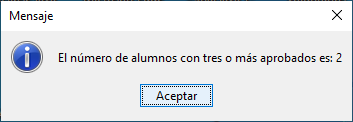 Mensaje
El número de alumnos con tres o más aprobados es: 2
Aceptar